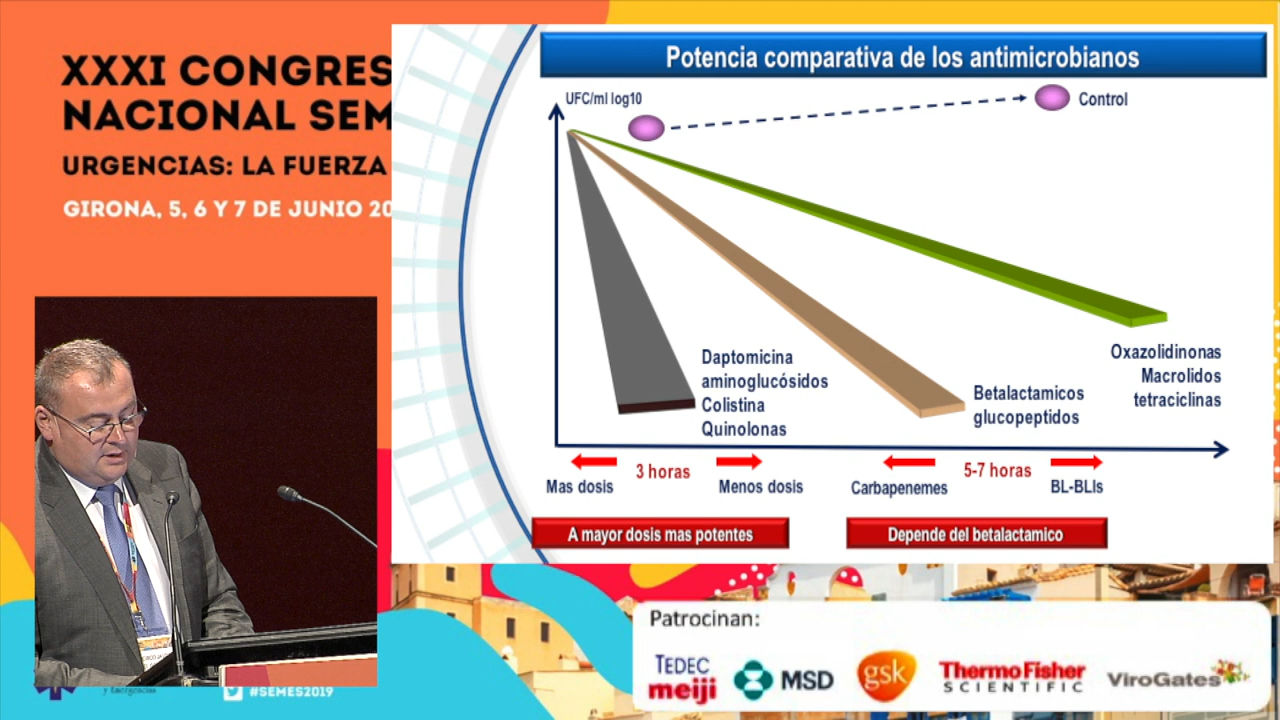 XXXI CONGRES
NACIONAL SEM
URGENCIAS: LA FUERZA
GIRONA, 5, 6 Y 7 DE JUNIO 20
Potencia comparativa de los antimicrobianos
UFC/ml log10
Control
Daptomicina
aminoglucósidos
Colistina
Quinolonas
Betalactamicos
glucopeptidos
Oxazolidinonas
Macrolidos
tetraciclinas
3 horas
Mas dosis
Menos dosis
5-7 horas
Carbapenemes
BL-BLIs
A mayor dosis mas potentes
Depende del betalactamico
y Emergencias
#SEMES2019
Patrocinan:
TEDEC
meiji
MSD
gsk
ThermoFisher
SCIENTIFIC
ViroGates